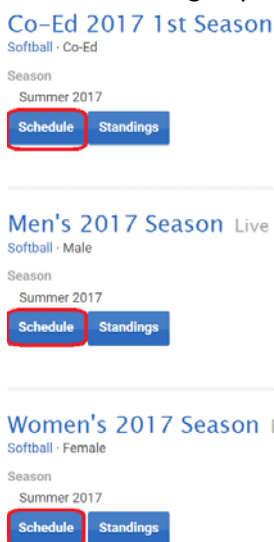 Co-Ed 2017 1st Season
Softball · Co-Ed
Season
Summer 2017
Schedule Standings
Men's 2017 Season Live
Softball · Male
Season
Summer 2017
Schedule Standings
Women's 2017 Season
Softball · Female
Season
Summer 2017
Schedule Standings